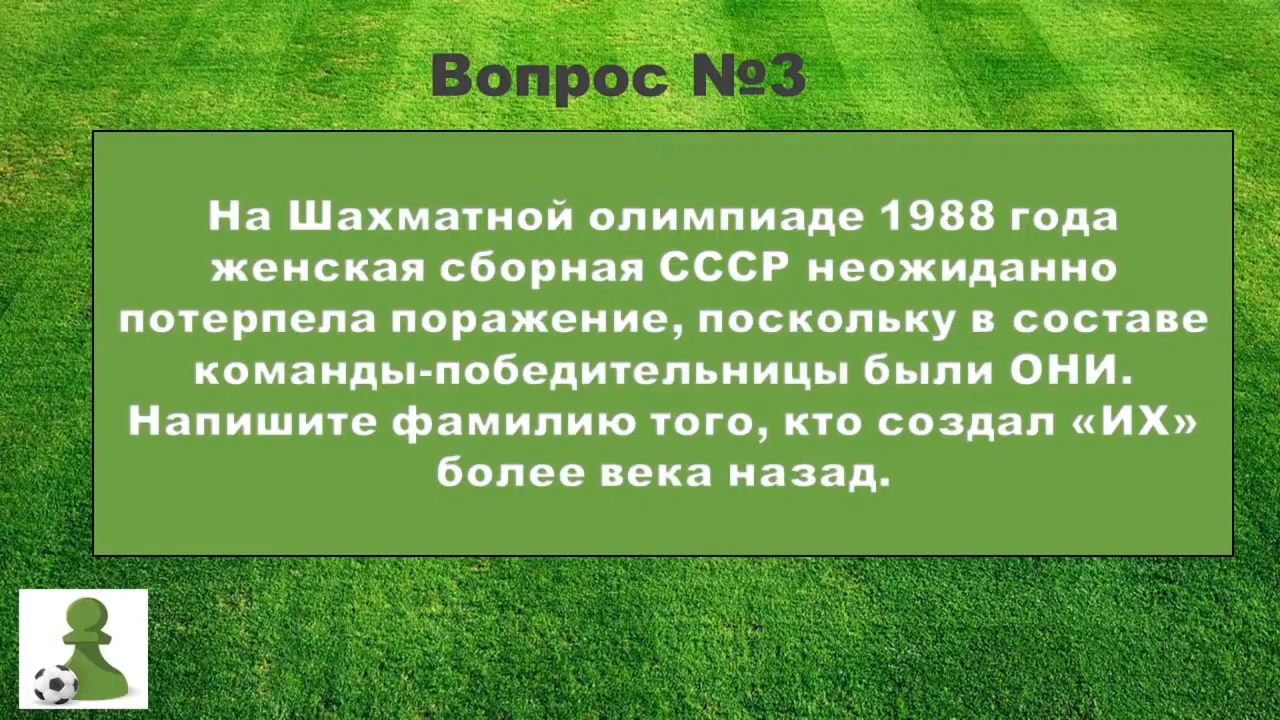 Вопрос №3
На Шахматной олимпиаде 1988 года
женская сборная СССР неожиданно
потерпела поражение, поскольку в составе
команды-победительницы были ОНИ.
Напишите фамилию того, кто создал «ИХ»
более века назад.